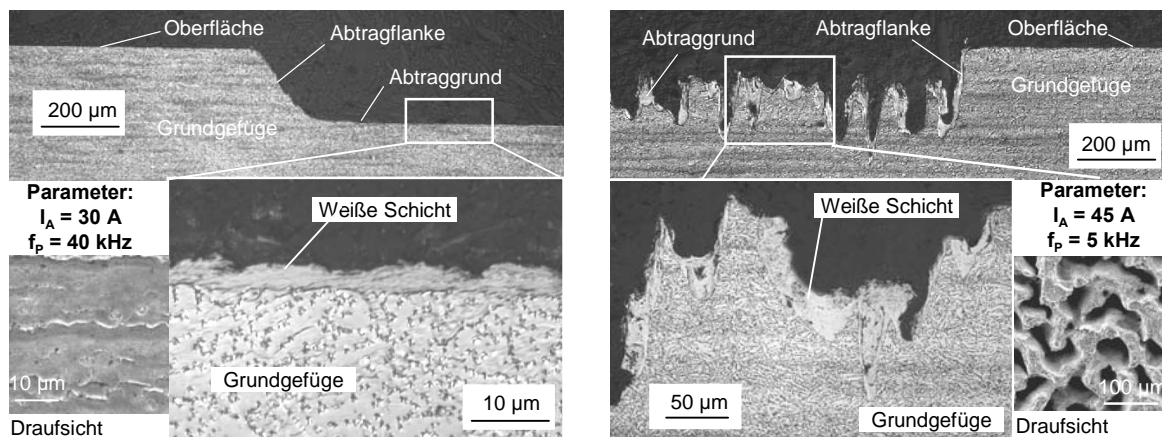 Oberfläche
Abtragflanke
Abtraggrund
200 µm
Grundgefüge
Parameter:
I_A = 30 A
f_P = 40 kHz
Weiße Schicht
10 µm
Draufsicht
Grundgefüge
10 µm
Abtraggrund
Abtragflanke
Oberfläche
Grundgefüge
200 µm
Weiße Schicht
Parameter:
I_A = 45 A
f_P = 5 kHz
50 µm
Grundgefüge
100 µm
Draufsicht